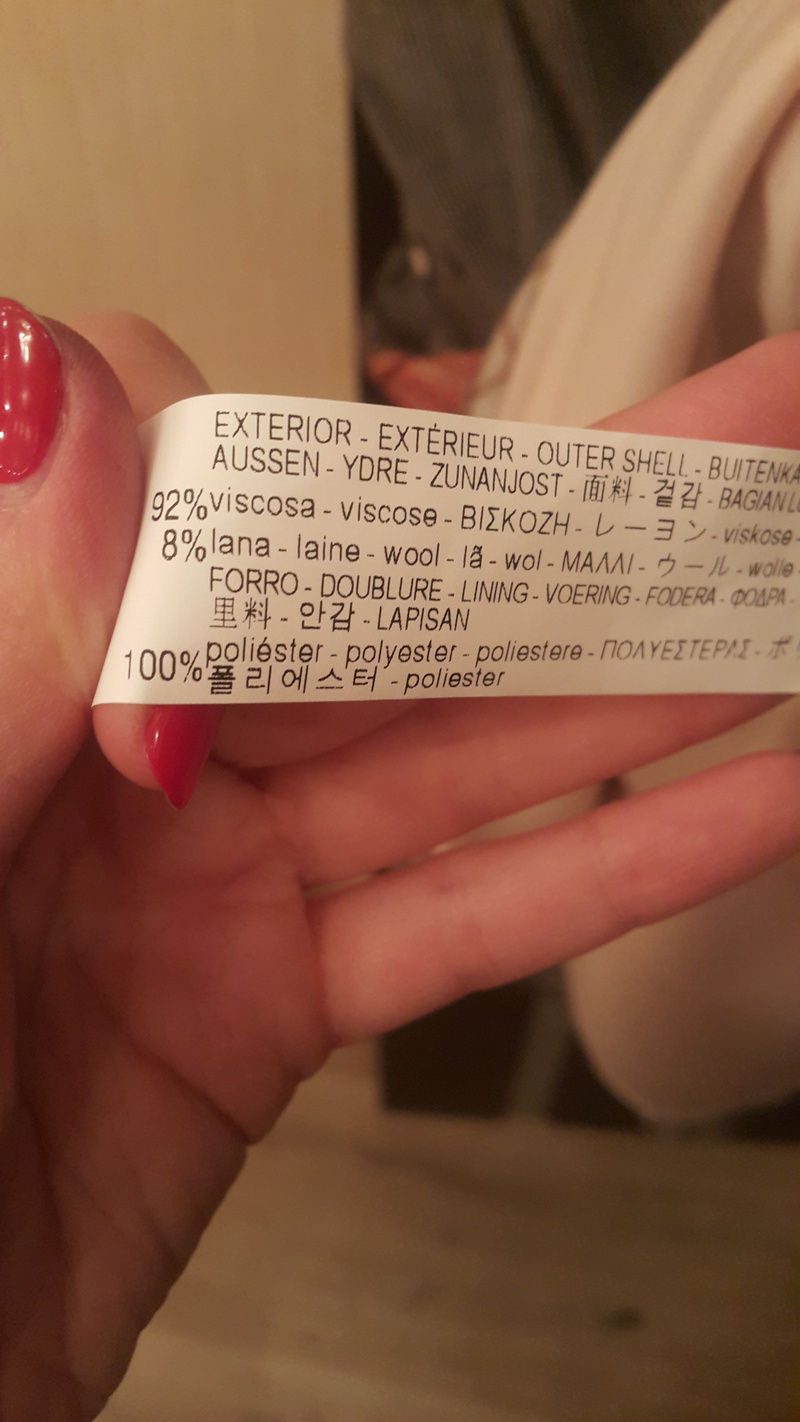 EXTERIOR - EXTÉRIEUR - OUTER SHELL - BUITENKA
AUSSEN - YDRE - ZUNANJOST - 面料 - 겉감 - BAGIAN
92% viscosa - viscose - ΒΙΣΚΟΖΗ - レーヨン - viskose -
8% lana - laine - wool - lã - wol - ΜΑΛΛΙ - ウール - wolle
FORRO - DOUBLURE - LINING - VOERING - FODERA - ΦΟΔΡΑ -
里料 - 안감 - LAPISAN
100% poliéster - polyester - poliestere - ΠΟΛΥΕΣΤΕΡΑΣ -
폴리에스터 - poliester